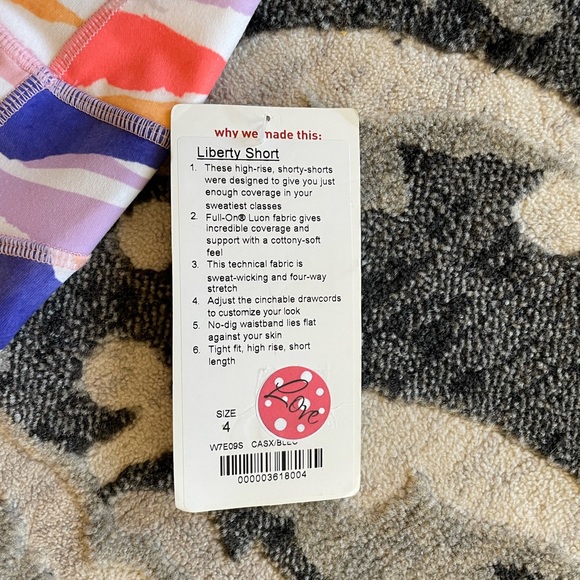 why we made this:
Liberty Short
1. These high-rise, shorty-shorts
were designed to give you just
enough coverage in your
sweatiest classes
2. Full-On® Luon fabric gives
incredible coverage and
support with a cottony-soft
feel
3. This technical fabric is
sweat-wicking and four-way
stretch
4. Adjust the cinchable drawcords
to customize your look
5. No-dig waistband lies flat
against your skin
6. Tight fit, high rise, short
length
Love
SIZE
4
W7E09S CASX/BLEC
000003618004